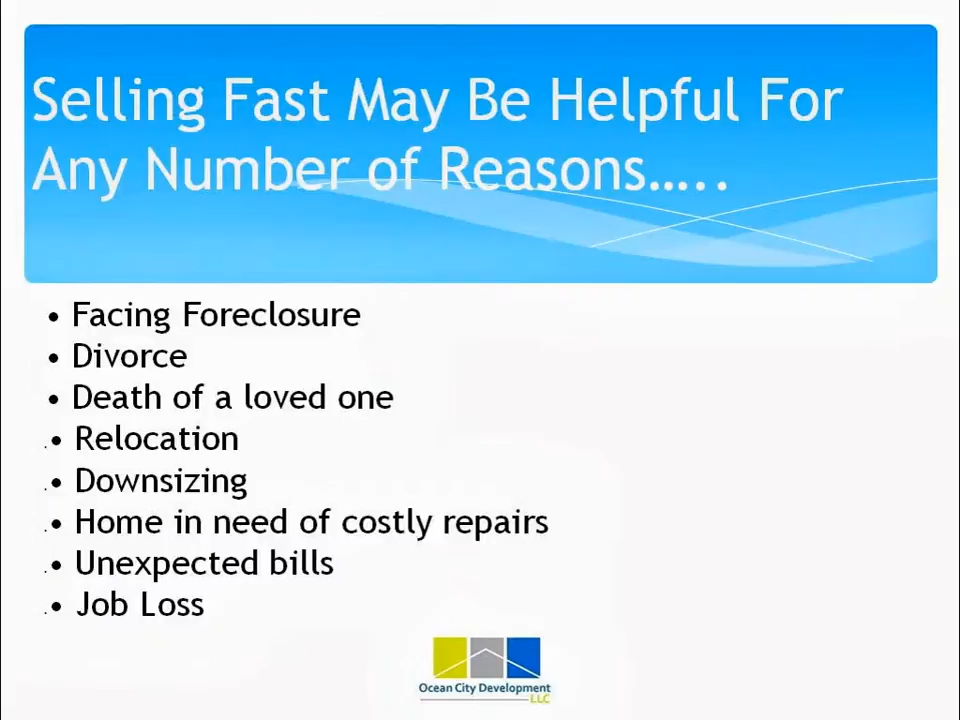 Selling Fast May Be Helpful For
Any Number of Reasons.....
• Facing Foreclosure
• Divorce
• Death of a loved one
• Relocation
• Downsizing
• Home in need of costly repairs
• Unexpected bills
• Job Loss
Ocean City Development
LLC